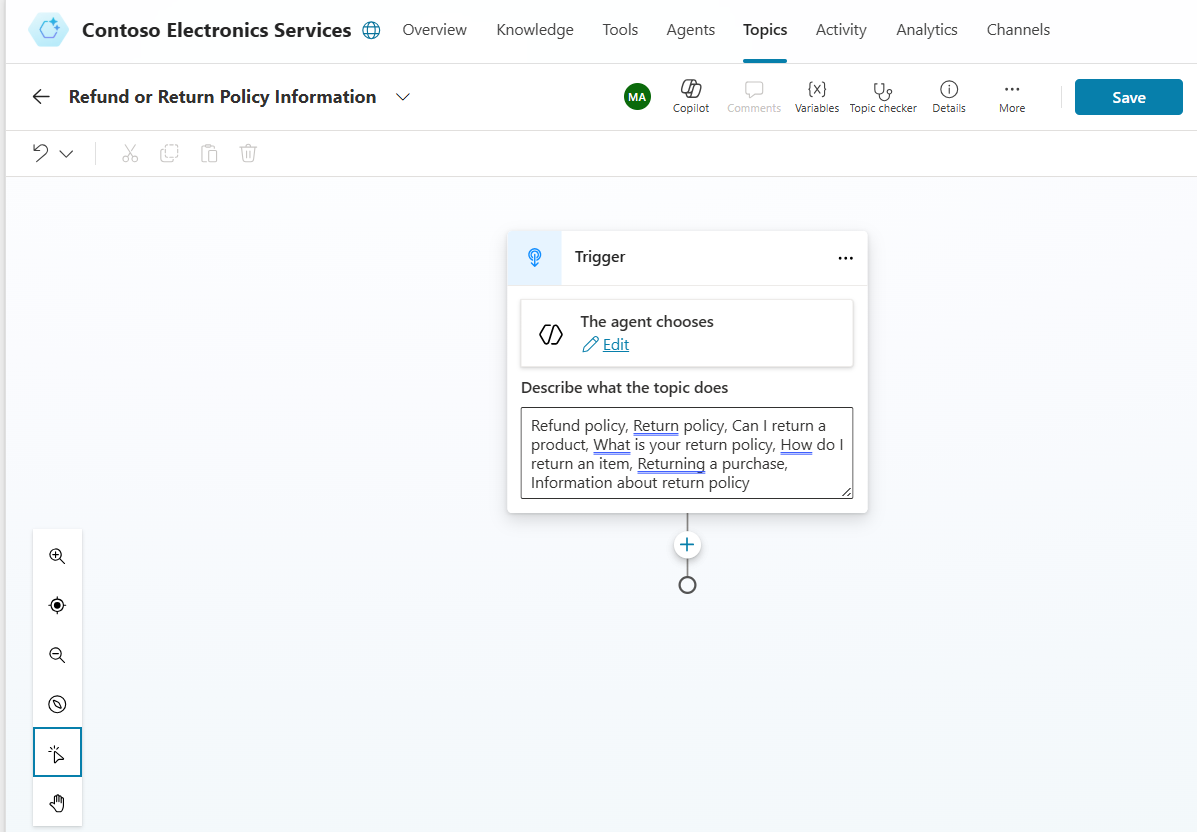 Contoso Electronics Services Overview Knowledge Tools Agents Topics Activity Analytics Channels
Refund or Return Policy Information MA Copilot Comments {x} Variables Topic checker Details More Save
Trigger
The agent chooses
Edit
Describe what the topic does
Refund policy, Return policy, Can I return a
product, What is your return policy, How do I
return an item, Returning a purchase,
Information about return policy